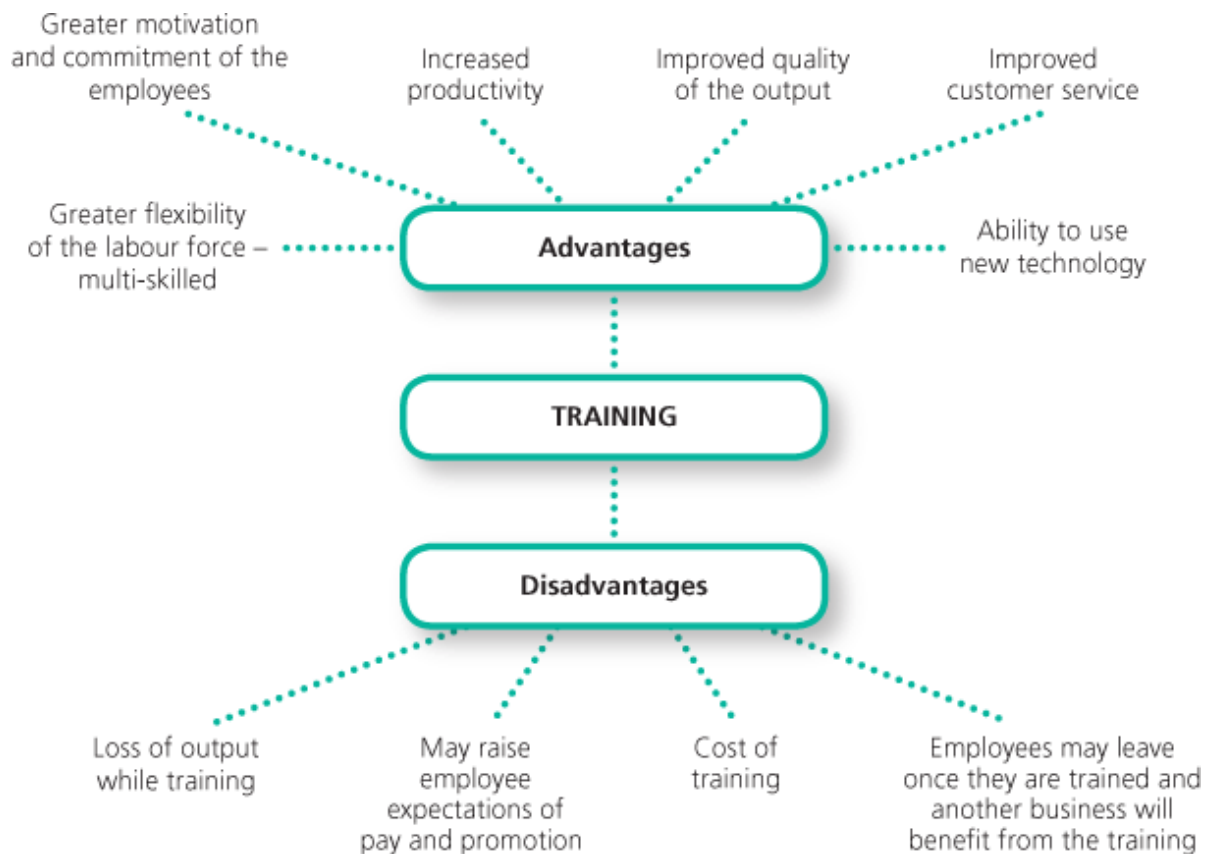 Greater motivation
and commitment of the
employees
Increased
productivity
Improved quality
of the output
Improved
customer service
Greater flexibility
of the labour force –
multi-skilled
Advantages
Ability to use
new technology
TRAINING
Disadvantages
Loss of output
while training
May raise
employee
expectations of
pay and promotion
Cost of
training
Employees may leave
once they are trained and
another business will
benefit from the training